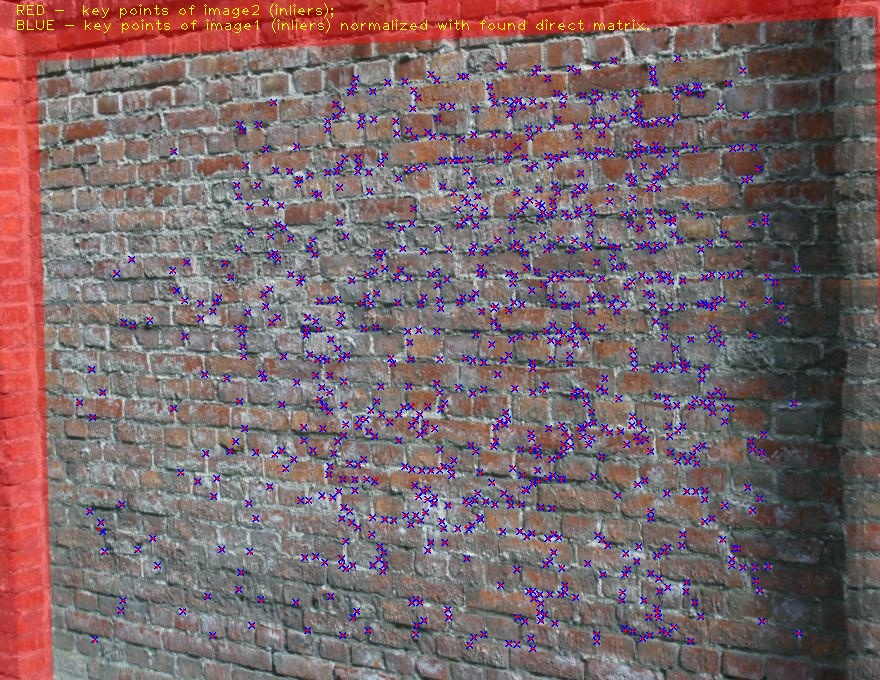 RED - key points of image2 (inliers);
BLUE - key points of image1 (inliers) normalized with found direct matrix.